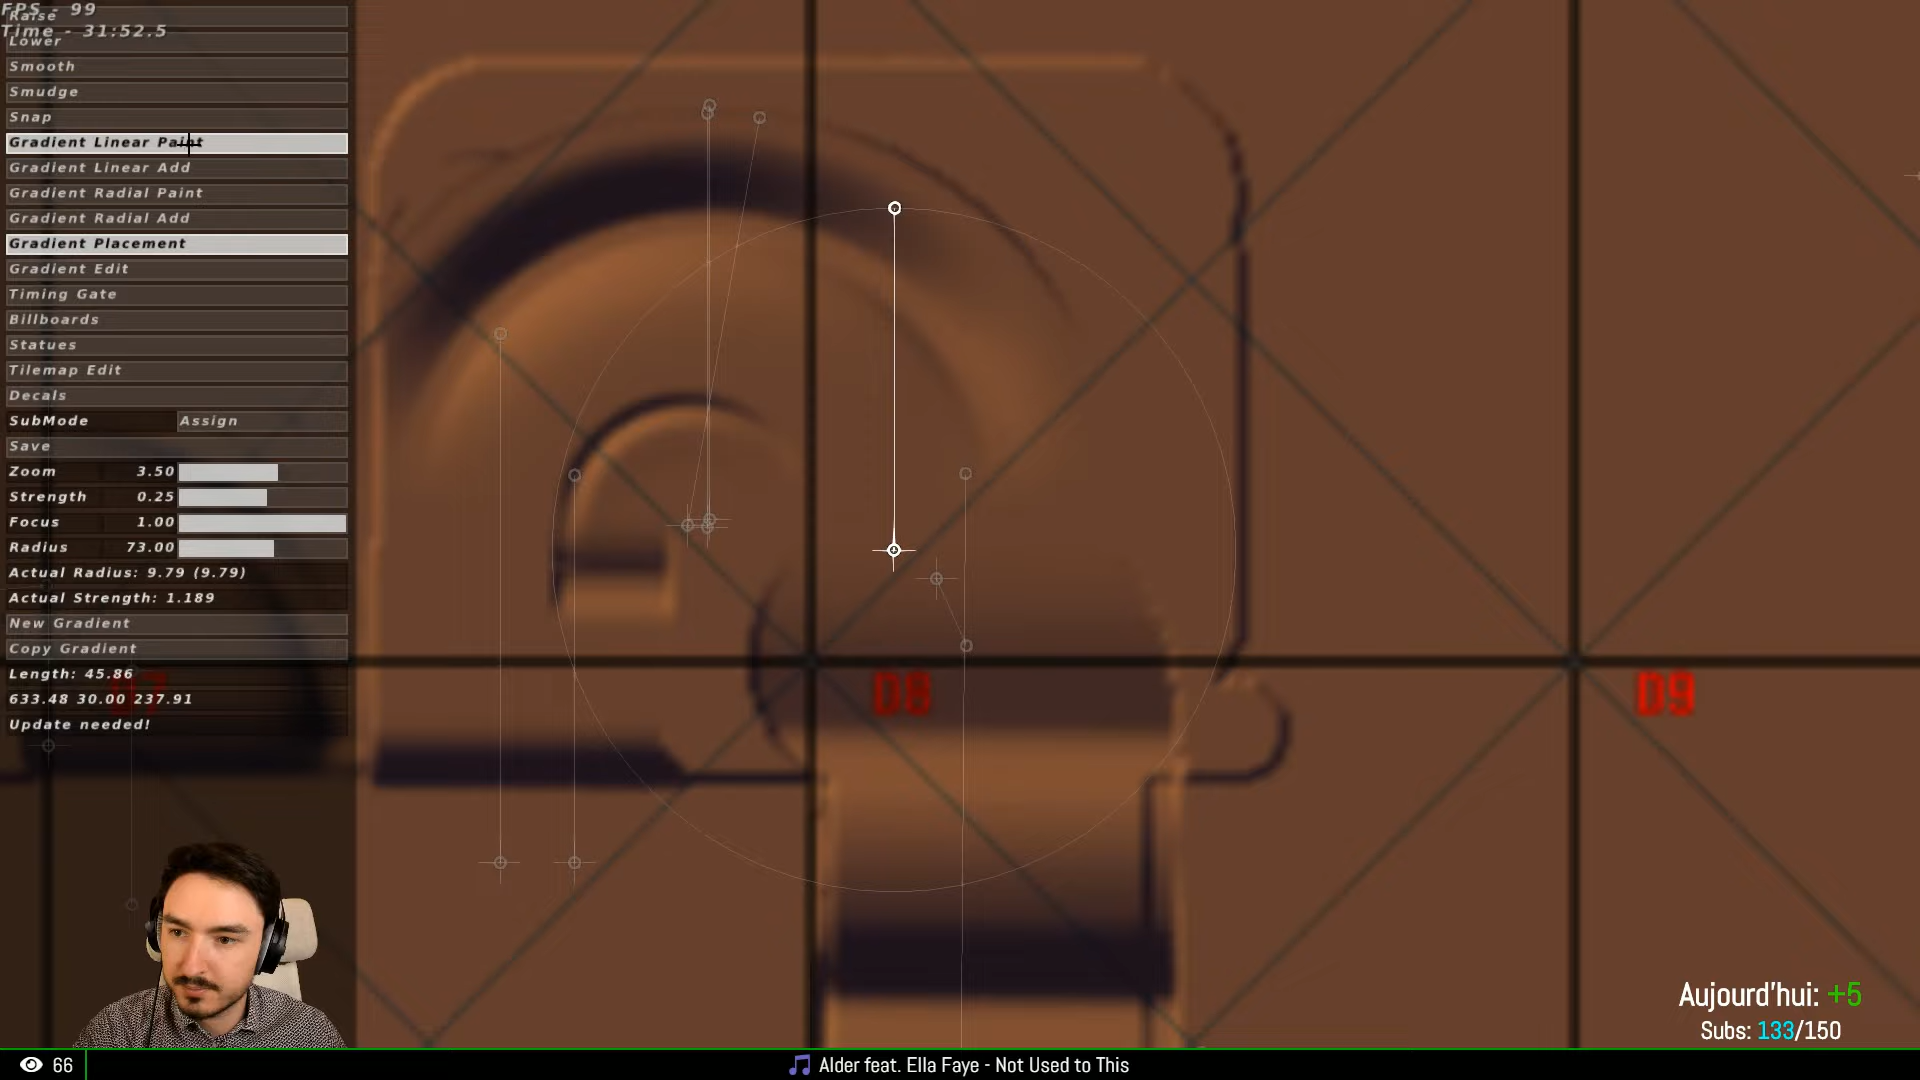 FPS - 99
Raise
Time - 31:52.5
Lower
Smooth
Smudge
Snap
Gradient Linear Paint
Gradient Linear Add
Gradient Radial Paint
Gradient Radial Add
Gradient Placement
Gradient Edit
Timing Gate
Billboards
Statues
Tilemap Edit
Decals
SubMode Assign
Save
Zoom 3.50
Strength 0.25
Focus 1.00
Radius 73.00
Actual Radius: 9.79 (9.79)
Actual Strength: 1.189
New Gradient
Copy Gradient
Length: 45.86
633.48 30.00 237.91
Update needed!
D7
D8
D9
Aujourd'hui: +5
Subs: 133/150
66
Alder feat. Ella Faye - Not Used to This